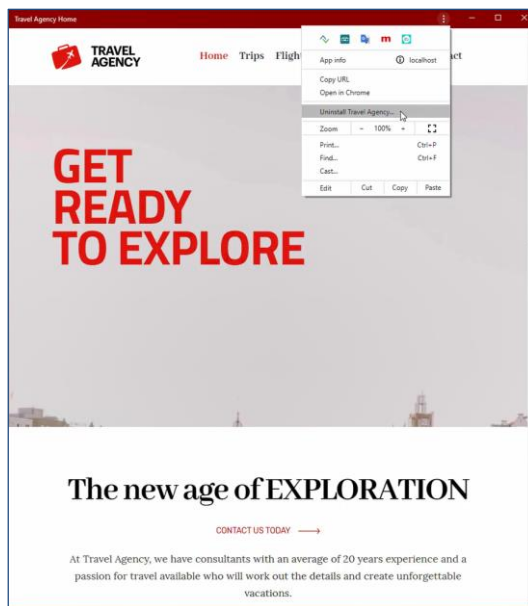 Travel Agency Home
TRAVEL
AGENCY
Home Trips
App info localhost
Copy URL
Open in Chrome
Uninstall Travel Agency...
Zoom - 100% +
Print... Ctrl+P
Find... Ctrl+F
Cast...
Edit Cut Copy Paste
GET
READY
TO EXPLORE
The new age of EXPLORATION
CONTACT US TODAY
At Travel Agency, we have consultants with an average of 20 years experience and a
passion for travel available who will work out the details and create unforgettable
vacations.